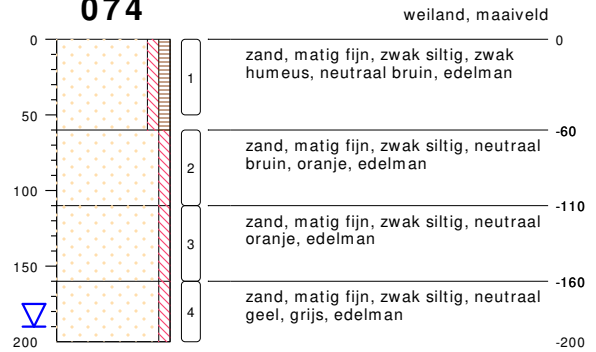 074
weiland, maaiveld
0
0
1
zand, matig fijn, zwak siltig, zwak
humeus, neutraal bruin, edelman
50
-60
2
zand, matig fijn, zwak siltig, neutraal
bruin, oranje, edelman
100
-110
3
zand, matig fijn, zwak siltig, neutraal
oranje, edelman
150
-160
4
zand, matig fijn, zwak siltig, neutraal
geel, grijs, edelman
200
-200